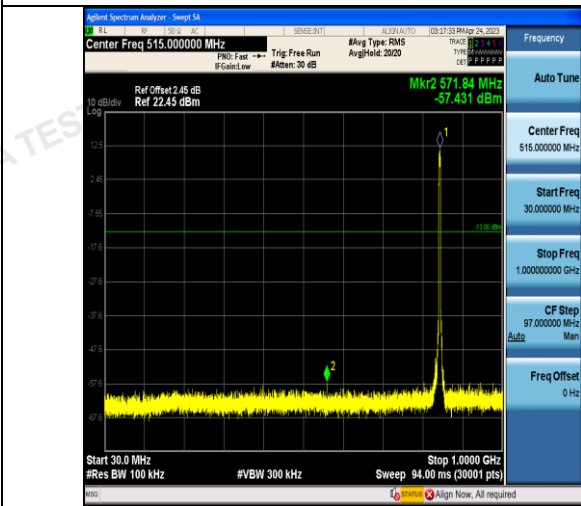 Agilent Spectrum Analyzer - Swept SA
RL RF 50 Ω AC SENSE:INT ALIGN AUTO 03:17:33 PM Apr 24, 2023
Center Freq 515.000000 MHz
PNO: Fast
IFGain:Low
Trig: Free Run
#Atten: 30 dB
#Avg Type: RMS
Avg|Hold: 20/20
TRACE 1 2 3 4 5 6
TYPE
DET P P P P P P
Frequency
Mkr2 571.84 MHz
-57.431 dBm
Ref Offset 2.45 dB
Ref 22.45 dBm
10 dB/div
Log
12.5
2.45
-7.55
-17.5
-27.5
-37.5
-47.5
-57.5
-67.5
1
-13.00 dBm
2
Auto Tune
Center Freq
515.000000 MHz
Start Freq
30.000000 MHz
Stop Freq
1.000000000 GHz
CF Step
97.000000 MHz
Auto Man
Freq Offset
0 Hz
Start 30.0 MHz
Stop 1.0000 GHz
#Res BW 100 kHz
#VBW 300 kHz
Sweep 94.00 ms (30001 pts)
MSG
STATUS
Align Now, All required
A TES